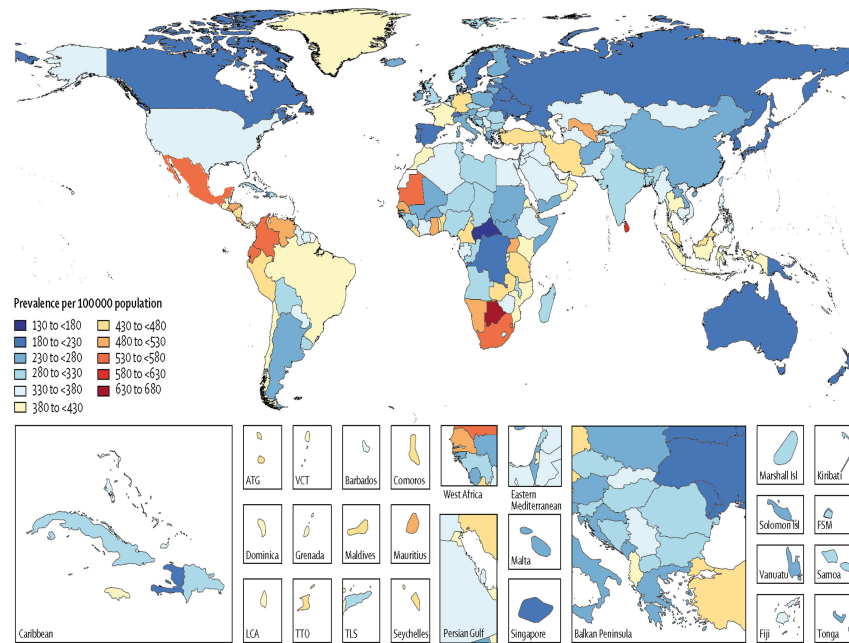 Prevalence per 100 000 population
130 to <180
180 to <230
230 to <280
280 to <330
330 to <380
380 to <430
430 to <480
480 to <530
530 to <580
580 to <630
630 to 680
Caribbean
ATG
VCT
Barbados
Comoros
Dominica
Grenada
Maldives
Mauritius
LCA
TTO
TLS
Seychelles
West Africa
Eastern
Mediterranean
Persian Gulf
Malta
Singapore
Balkan Peninsula
Marshall Isl
Kiribati
Solomon Isl
FSM
Vanuatu
Samoa
Fiji
Tonga